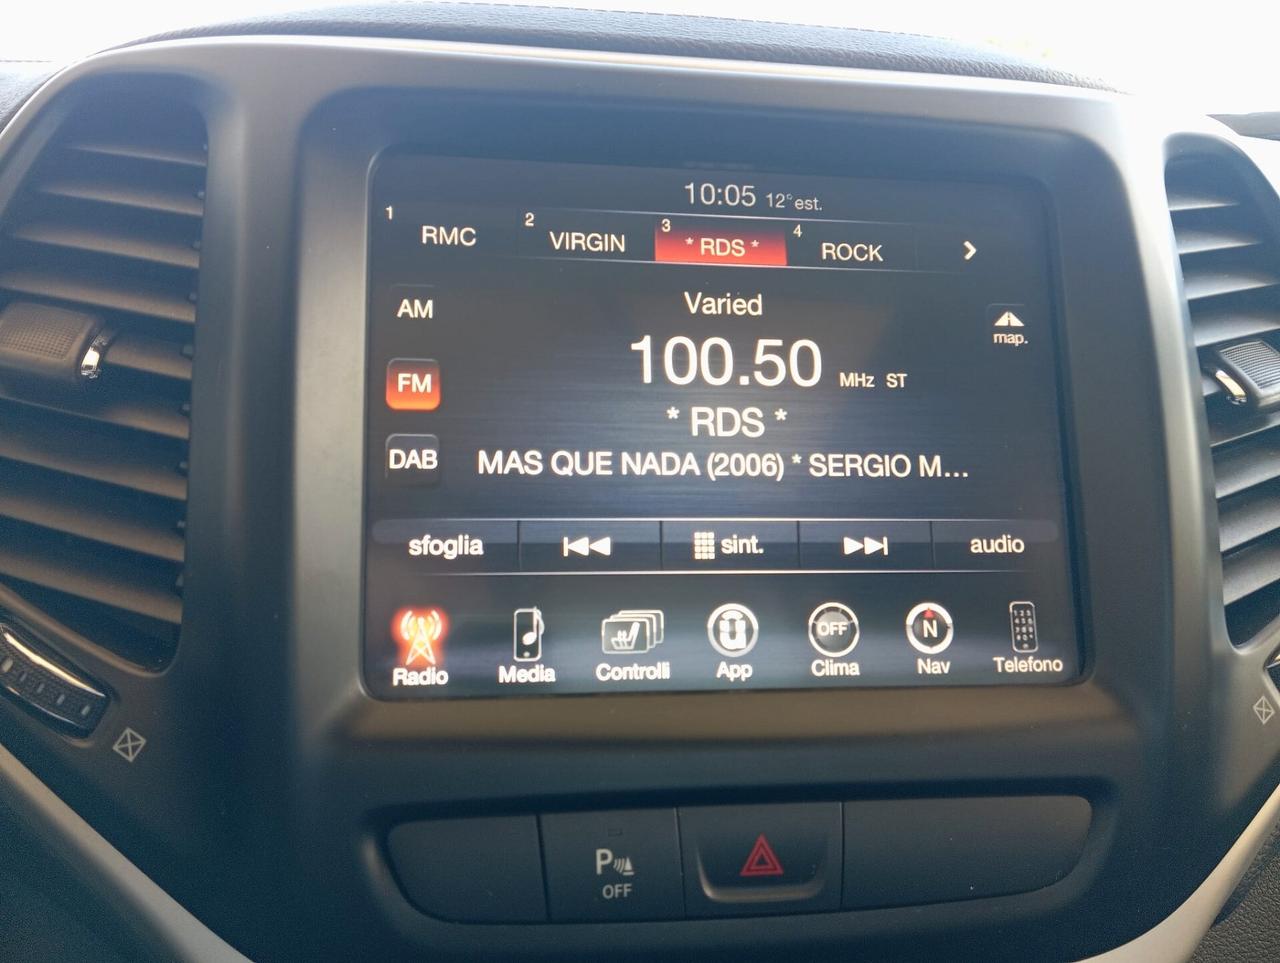 10:05 12°est.
1 RMC 2 VIRGIN 3 * RDS * 4 ROCK
AM
Varied
map.
FM
100.50 MHz ST
* RDS *
DAB
MAS QUE NADA (2006) * SERGIO M...
sfoglia sint. audio
OFF N
Radio Media Controlli App Clima Nav Telefono
P
OFF